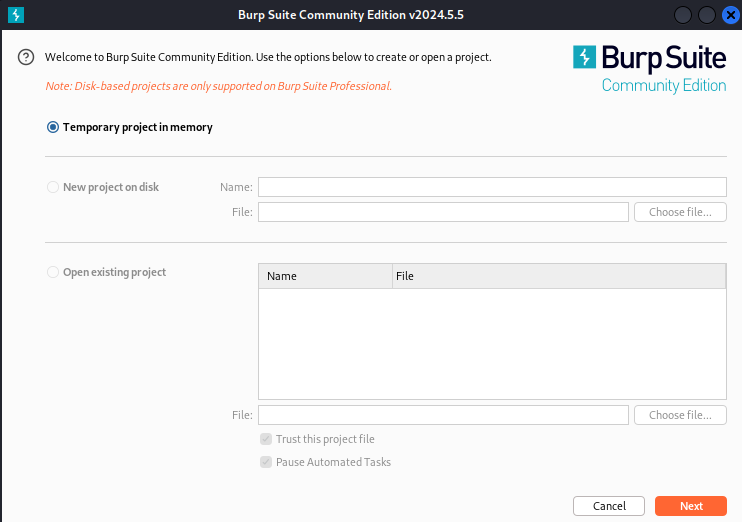 Burp Suite Community Edition v2024.5.5
Welcome to Burp Suite Community Edition. Use the options below to create or open a project.
Burp Suite
Community Edition
Note: Disk-based projects are only supported on Burp Suite Professional.
Temporary project in memory
New project on disk
Name:
File:
Choose file...
Open existing project
Name
File
File:
Choose file...
Trust this project file
Pause Automated Tasks
Cancel
Next